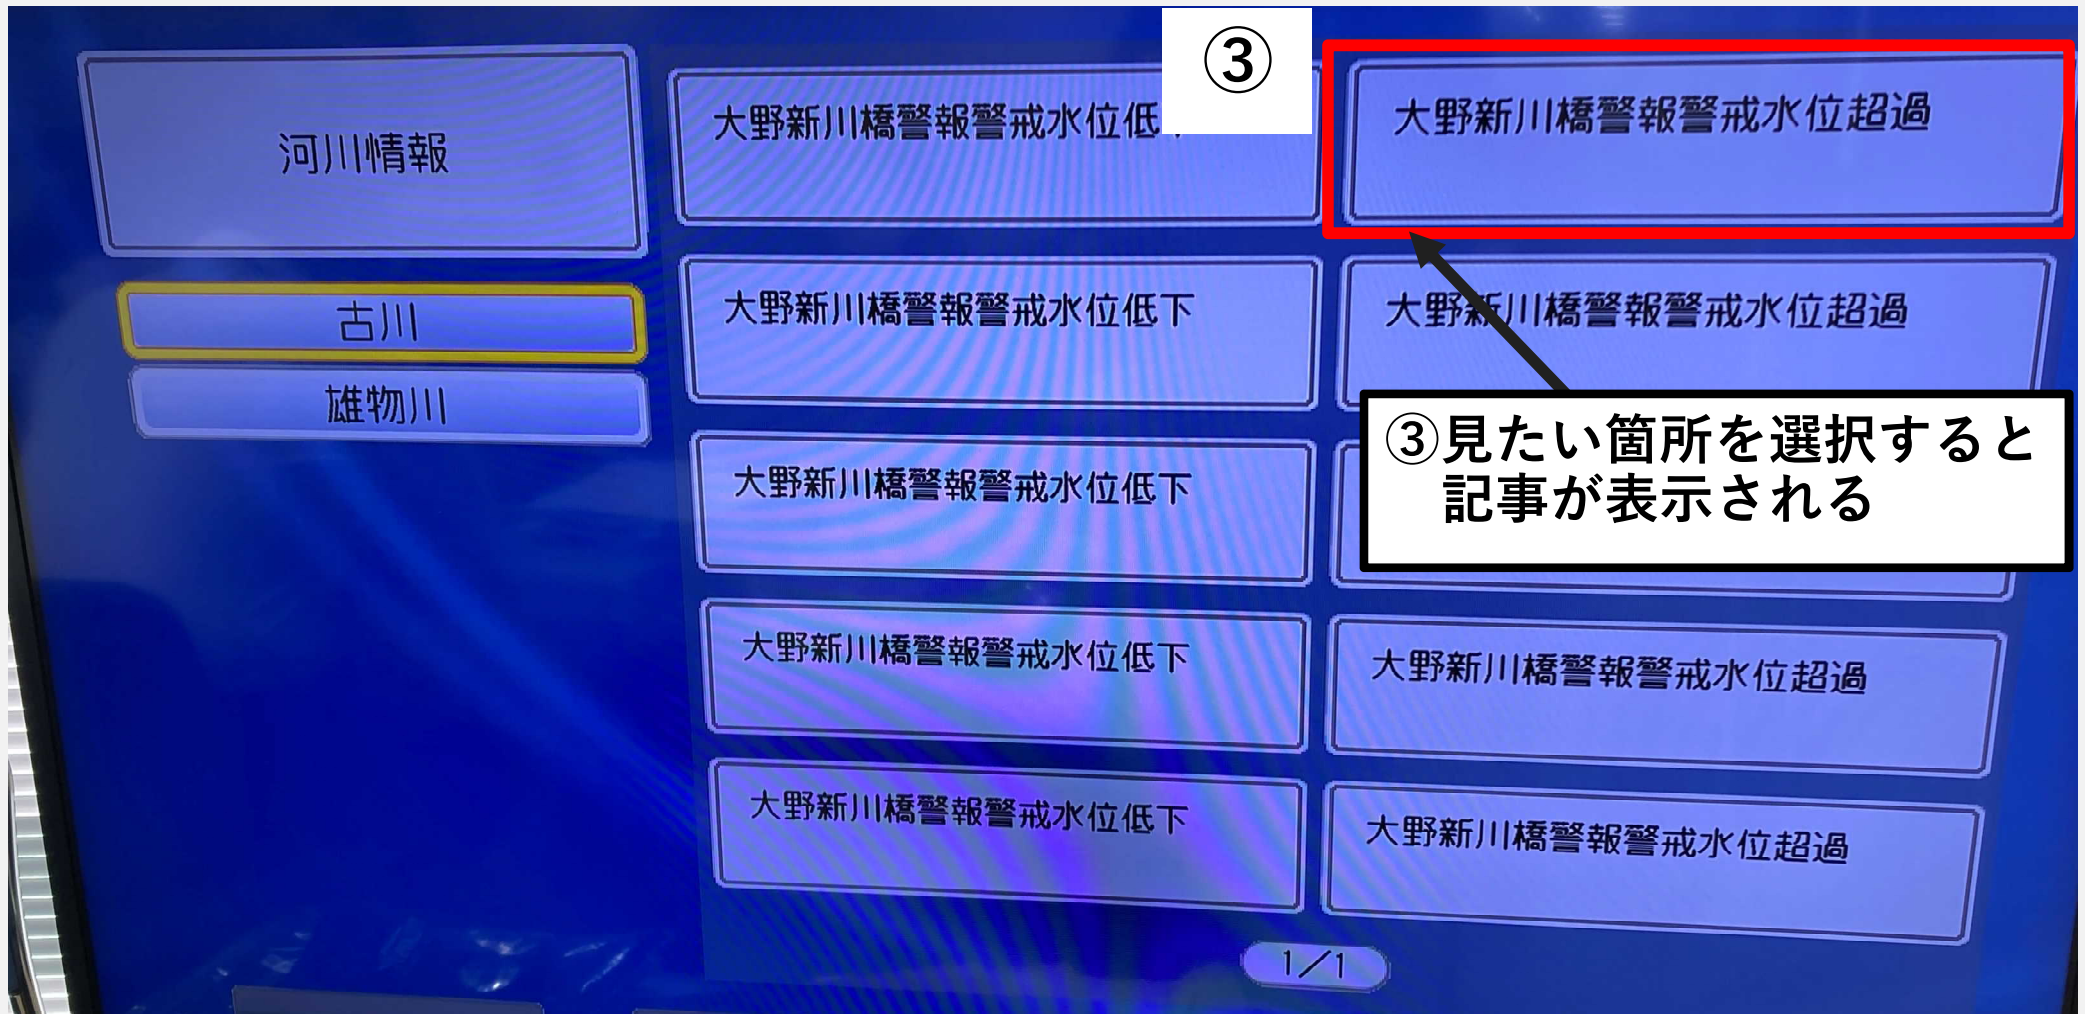 ③
河川情報
古川
雄物川
大野新川橋警報警戒水位低下
大野新川橋警報警戒水位超過
大野新川橋警報警戒水位低下
大野新川橋警報警戒水位超過
大野新川橋警報警戒水位低下
③見たい箇所を選択すると
記事が表示される
大野新川橋警報警戒水位低下
大野新川橋警報警戒水位超過
大野新川橋警報警戒水位低下
大野新川橋警報警戒水位超過
1/1